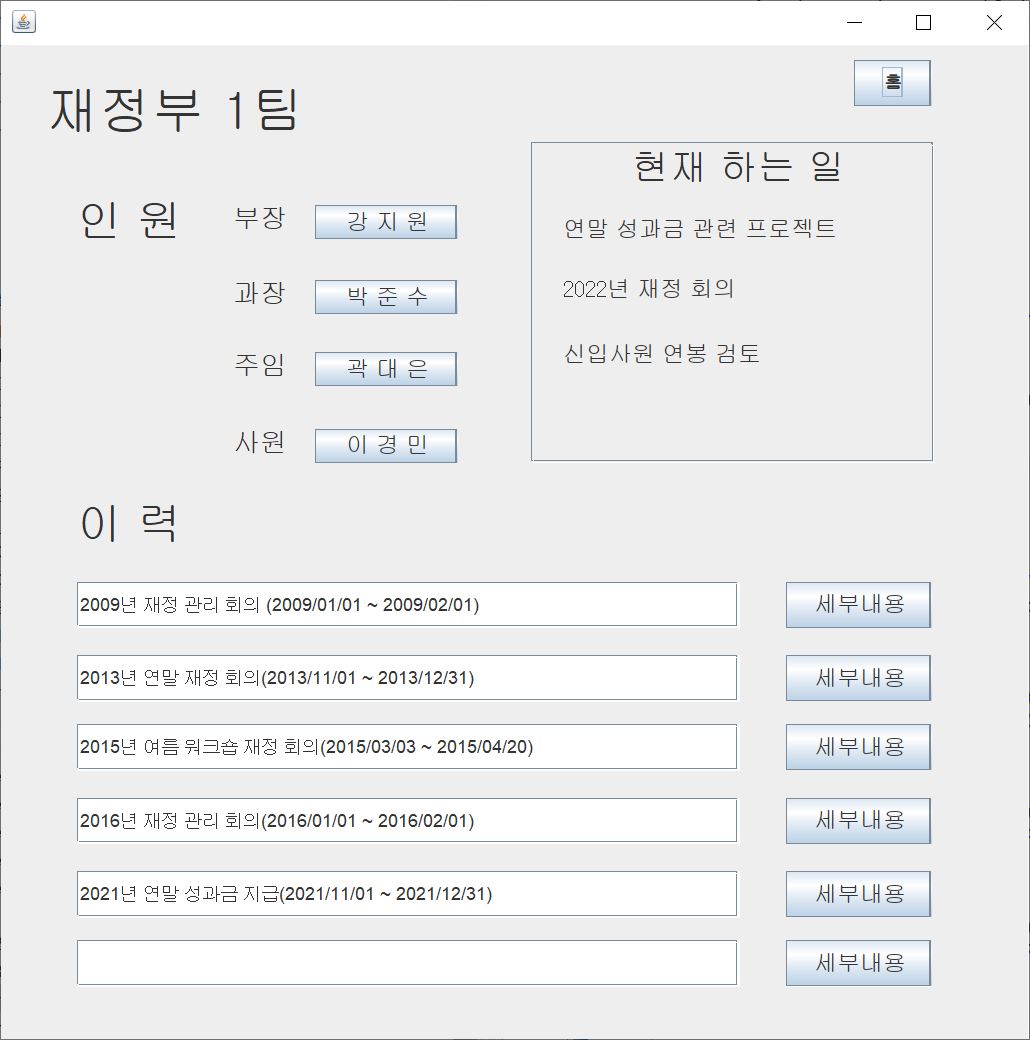 홈
재정부 1팀
현재 하는 일
인 원
부장 강 지 원
연말 성과금 관련 프로젝트
과장 박 준 수
2022년 재정 회의
주임 곽 대 은
신입사원 연봉 검토
사원 이 경 민
이 력
2009년 재정 관리 회의 (2009/01/01 ~ 2009/02/01) 세부내용
2013년 연말 재정 회의(2013/11/01 ~ 2013/12/31) 세부내용
2015년 여름 워크숍 재정 회의(2015/03/03 ~ 2015/04/20) 세부내용
2016년 재정 관리 회의(2016/01/01 ~ 2016/02/01) 세부내용
2021년 연말 성과금 지급(2021/11/01 ~ 2021/12/31) 세부내용
세부내용